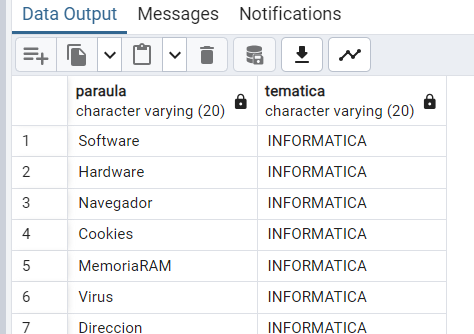 Data Output Messages Notifications
paraula tematica
character varying (20) character varying (20)
1 Software INFORMATICA
2 Hardware INFORMATICA
3 Navegador INFORMATICA
4 Cookies INFORMATICA
5 MemoriaRAM INFORMATICA
6 Virus INFORMATICA
7 Direccion INFORMATICA